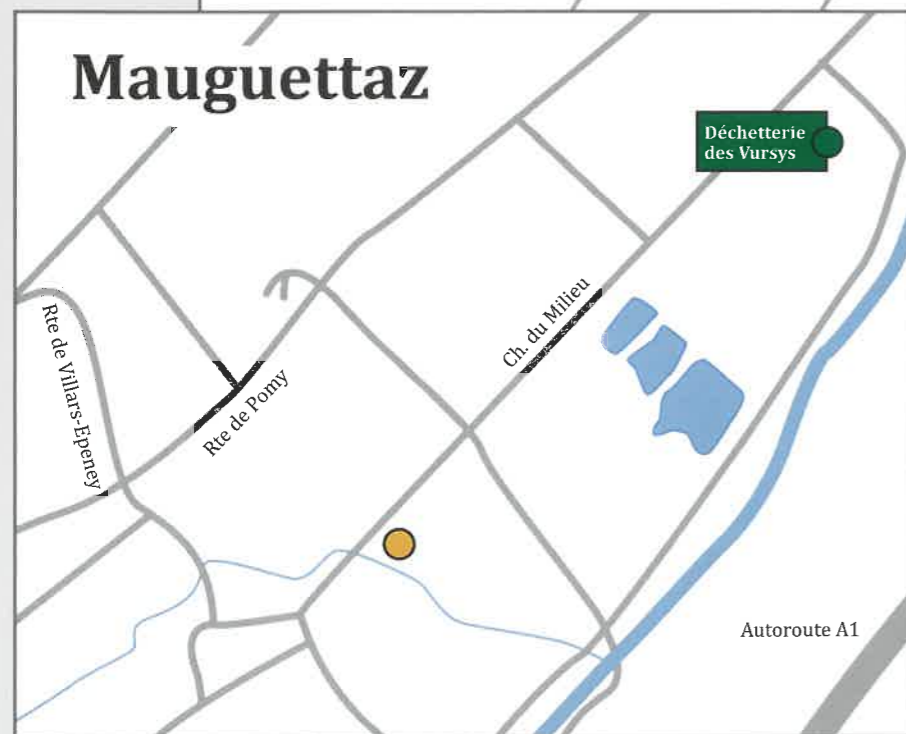 Mauguettaz
Déchetterie
des Vursys
Ch. du Milieu
Rte de Villars-Epeney
Rte de Pomy
Autoroute A1